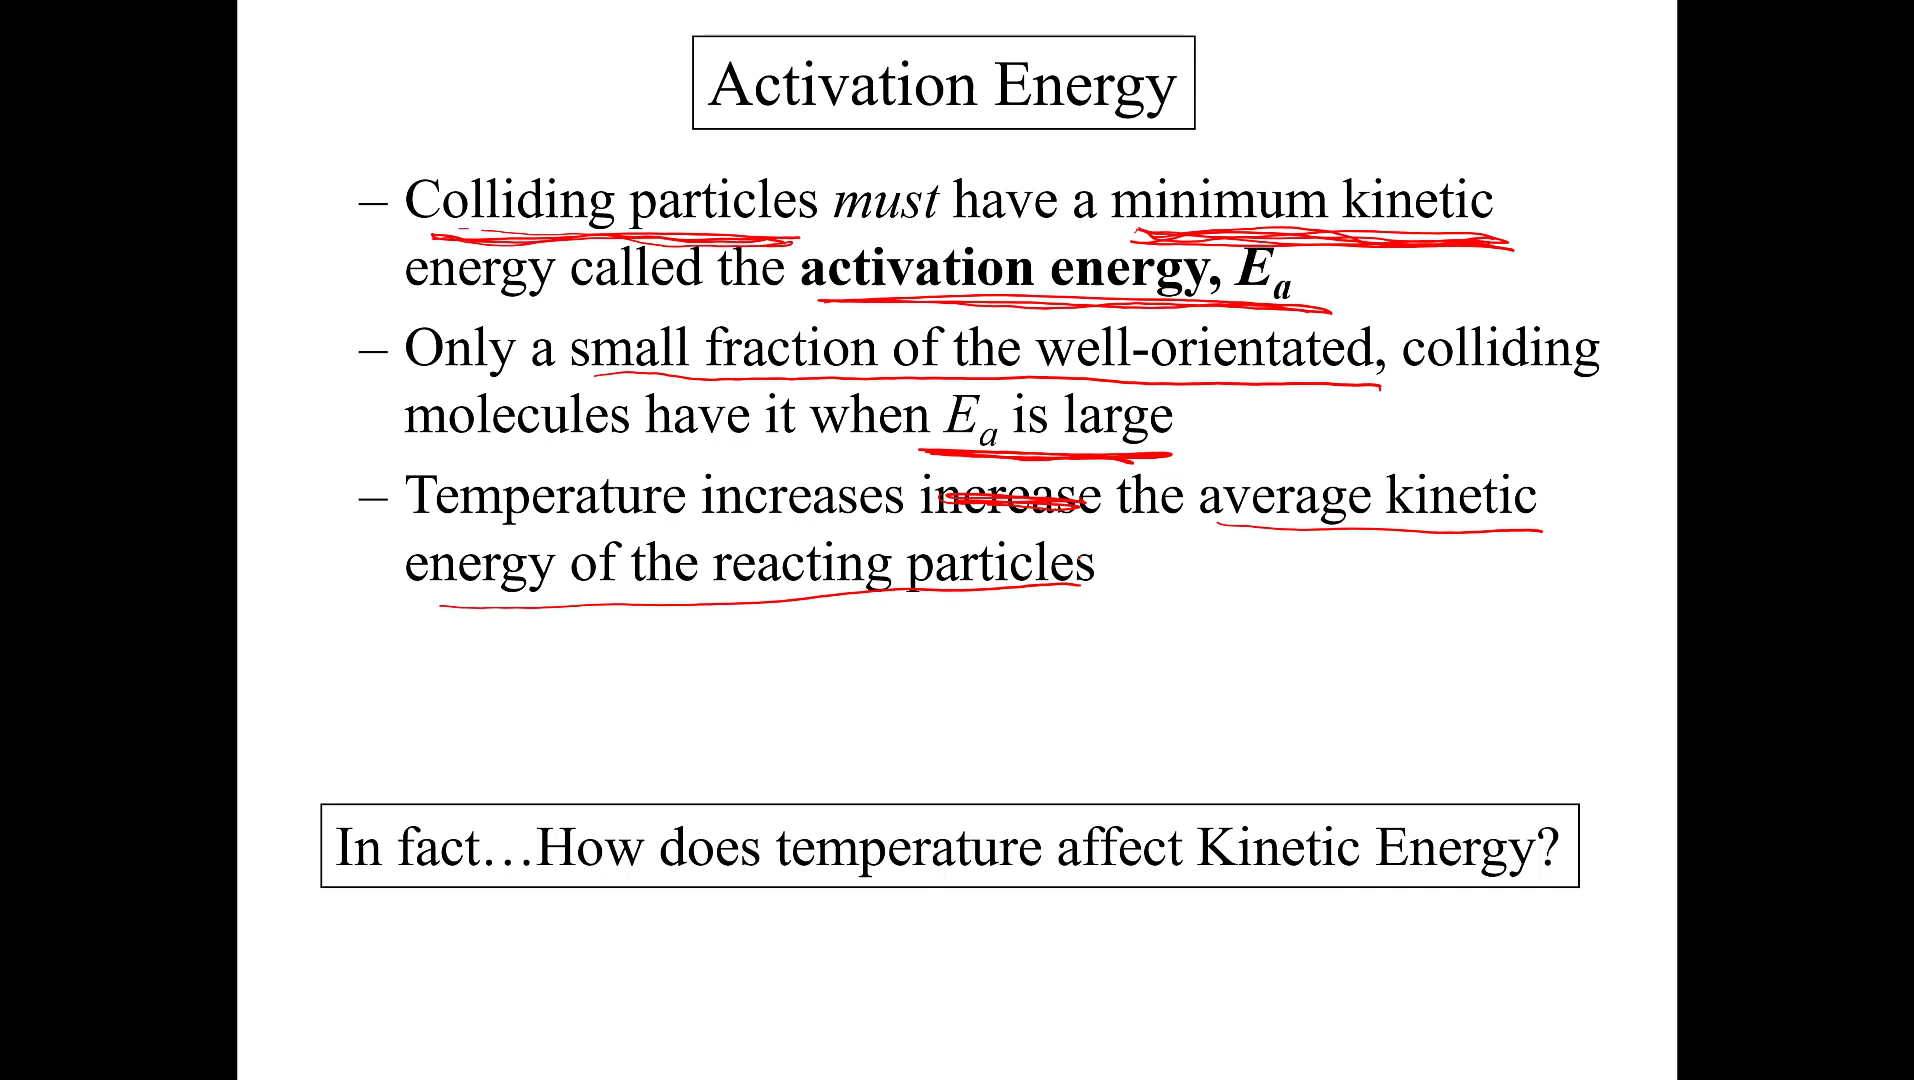 Activation Energy
– Colliding particles must have a minimum kinetic
energy called the activation energy, Ea
– Only a small fraction of the well-orientated, colliding
molecules have it when Ea is large
– Temperature increases increase the average kinetic
energy of the reacting particles
In fact…How does temperature affect Kinetic Energy?